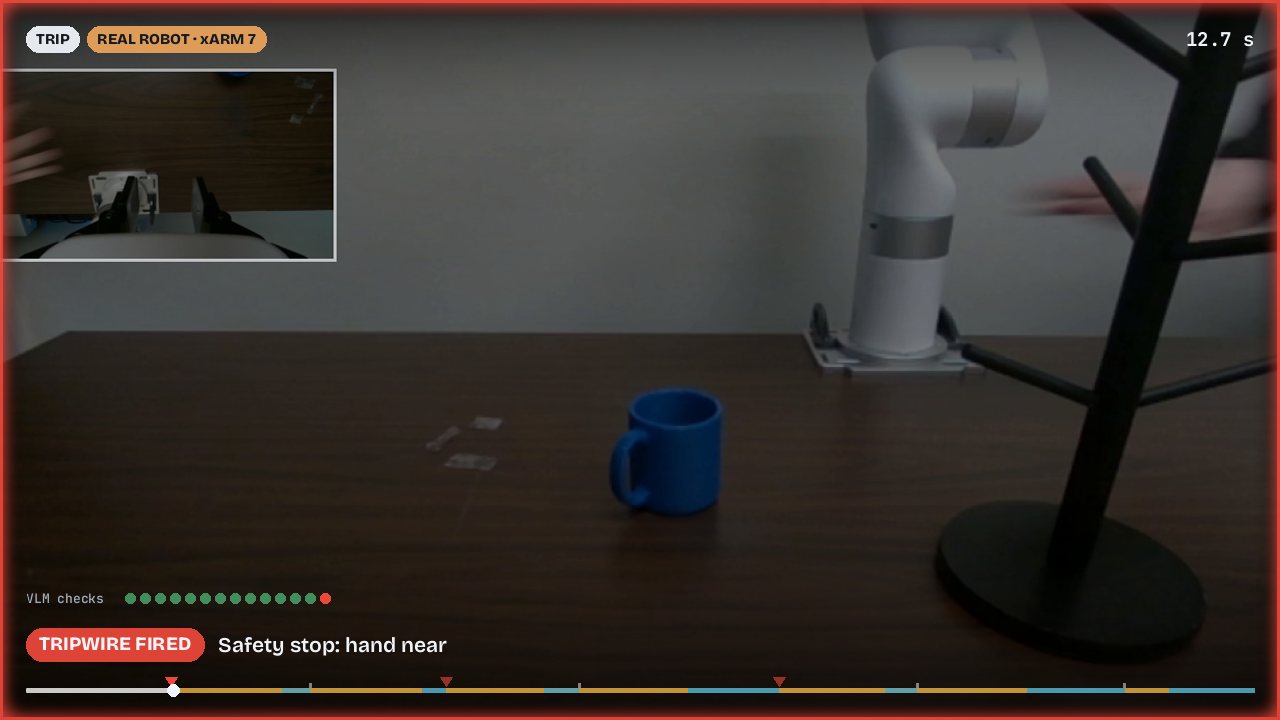 TRIP REAL ROBOT · xARM 7 12.7 s
VLM checks
TRIPWIRE FIRED Safety stop: hand near